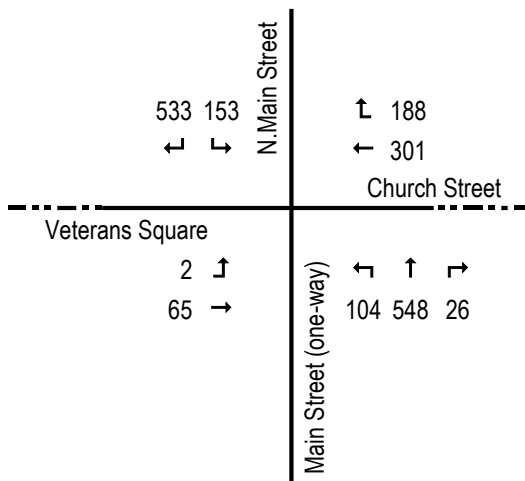 N.Main Street
533 153
188
301
Church Street
Veterans Square
2
65
Main Street (one-way)
104 548 26